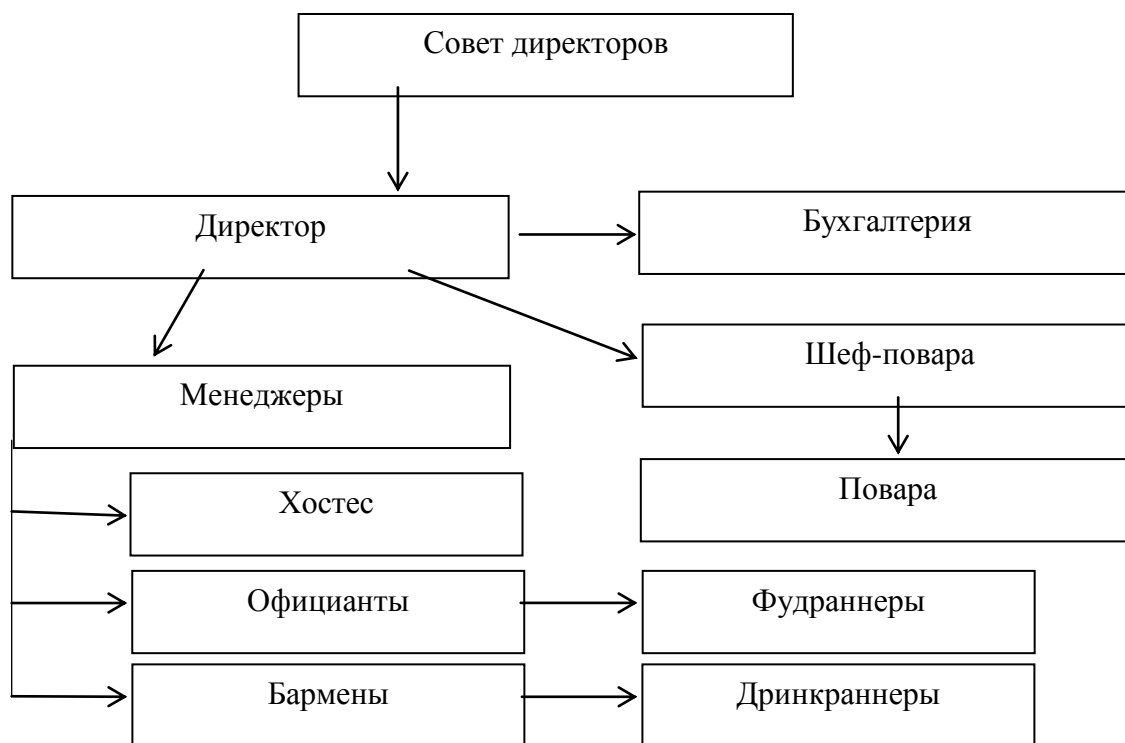 Совет директоров
Директор
Бухгалтерия
Шеф-повара
Менеджеры
Повара
Хостес
Официанты
Фудраннеры
Бармены
Дринкраннеры